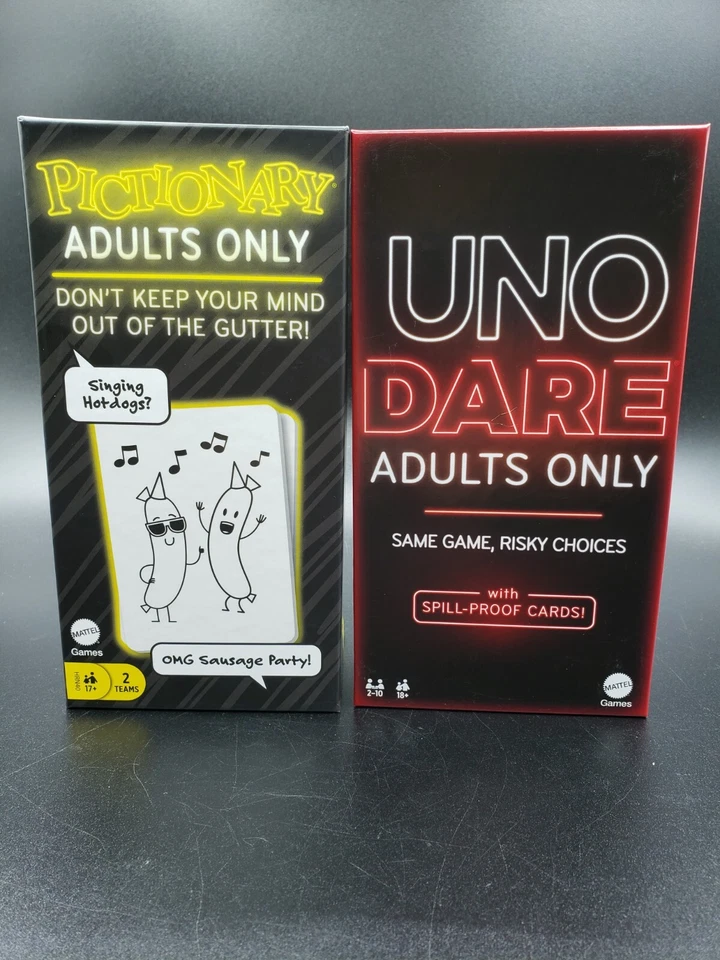 PICTIONARY
ADULTS ONLY
DON'T KEEP YOUR MIND
OUT OF THE GUTTER!
Singing
Hotdogs?
OMG Sausage Party!
MATTEL
Games
17+
2
TEAMS
UNO
DARE
ADULTS ONLY
SAME GAME, RISKY CHOICES
with
SPILL-PROOF CARDS!
2-10
18+
MATTEL
Games